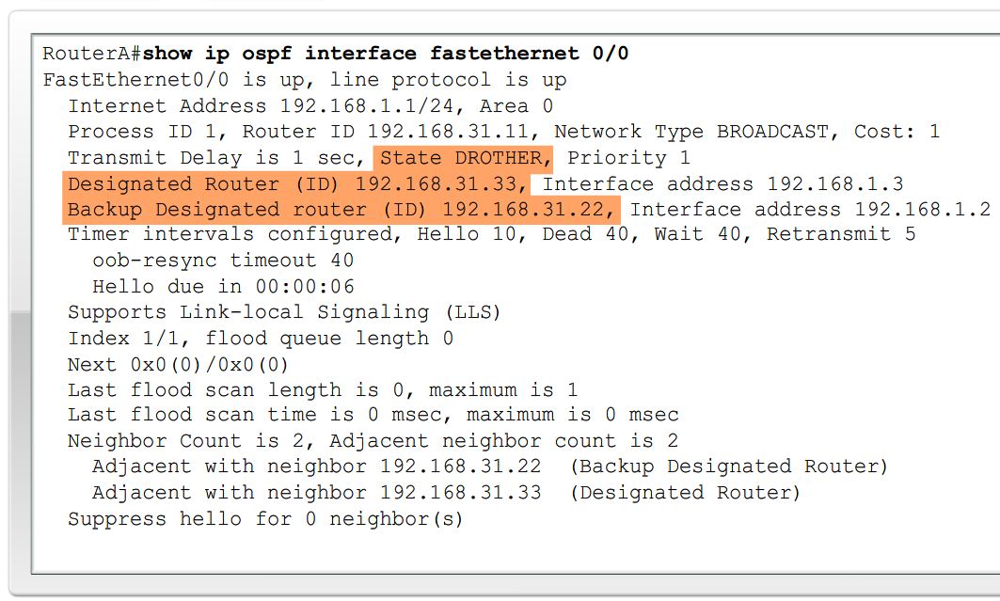 RouterA#show ip ospf interface fastethernet 0/0
FastEthernet0/0 is up, line protocol is up
Internet Address 192.168.1.1/24, Area 0
Process ID 1, Router ID 192.168.31.11, Network Type BROADCAST, Cost: 1
Transmit Delay is 1 sec, State DROTHER, Priority 1
Designated Router (ID) 192.168.31.33, Interface address 192.168.1.3
Backup Designated router (ID) 192.168.31.22, Interface address 192.168.1.2
Timer intervals configured, Hello 10, Dead 40, Wait 40, Retransmit 5
oob-resync timeout 40
Hello due in 00:00:06
Supports Link-local Signaling (LLS)
Index 1/1, flood queue length 0
Next 0x0(0)/0x0(0)
Last flood scan length is 0, maximum is 1
Last flood scan time is 0 msec, maximum is 0 msec
Neighbor Count is 2, Adjacent neighbor count is 2
Adjacent with neighbor 192.168.31.22 (Backup Designated Router)
Adjacent with neighbor 192.168.31.33 (Designated Router)
Suppress hello for 0 neighbor(s)